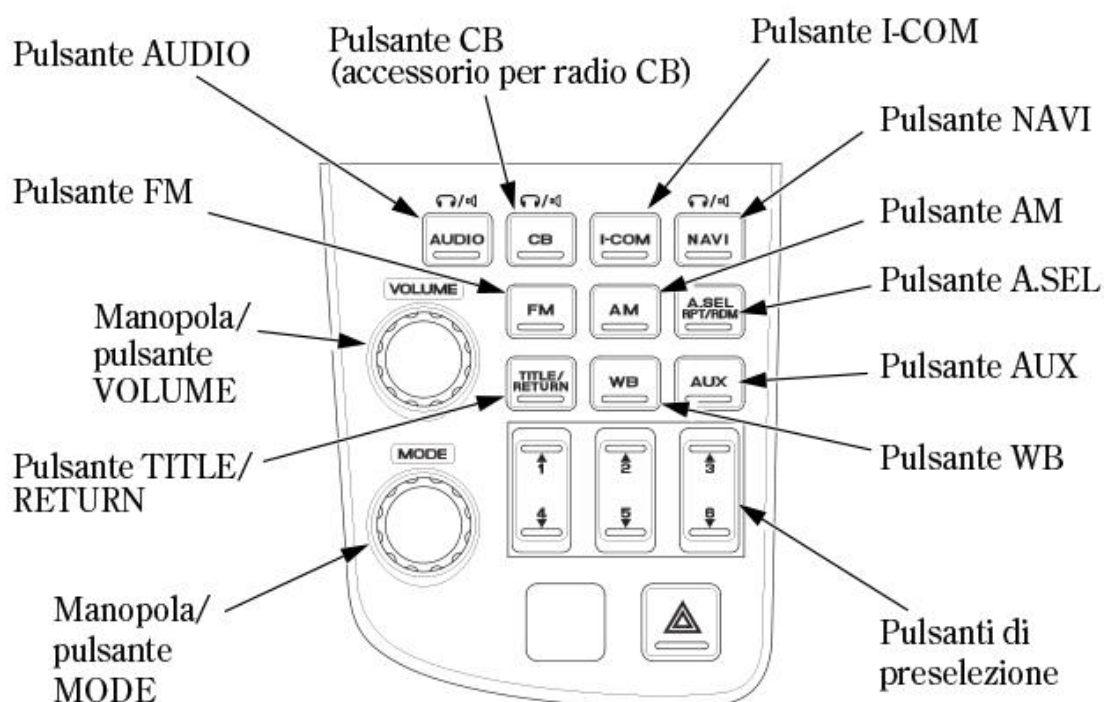 Pulsante AUDIO
Pulsante CB
(accessorio per radio CB)
Pulsante I-COM
Pulsante NAVI
Pulsante FM
Pulsante AM
Pulsante A.SEL
Manopola/
pulsante
VOLUME
Pulsante AUX
Pulsante TITLE/
RETURN
Pulsante WB
Manopola/
pulsante
MODE
Pulsanti di
preselezione
AUDIO
CB
I-COM
NAVI
VOLUME
FM
AM
A.SEL
RPT/RDM
TITLE/
RETURN
WB
AUX
MODE
1
2
3
4
5
6